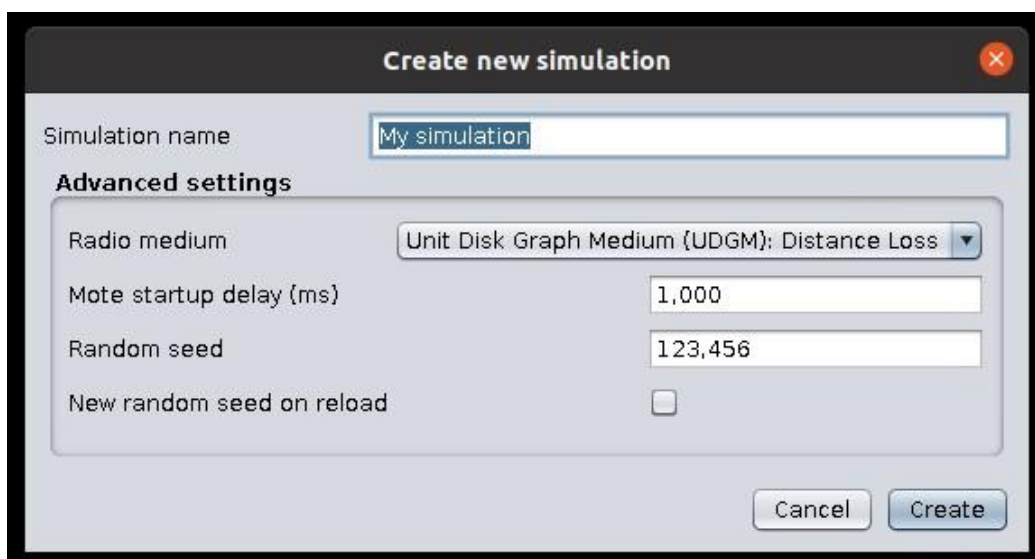 Create new simulation
Simulation name My simulation
Advanced settings
Radio medium Unit Disk Graph Medium (UDGM): Distance Loss
Mote startup delay (ms) 1,000
Random seed 123,456
New random seed on reload
Cancel Create